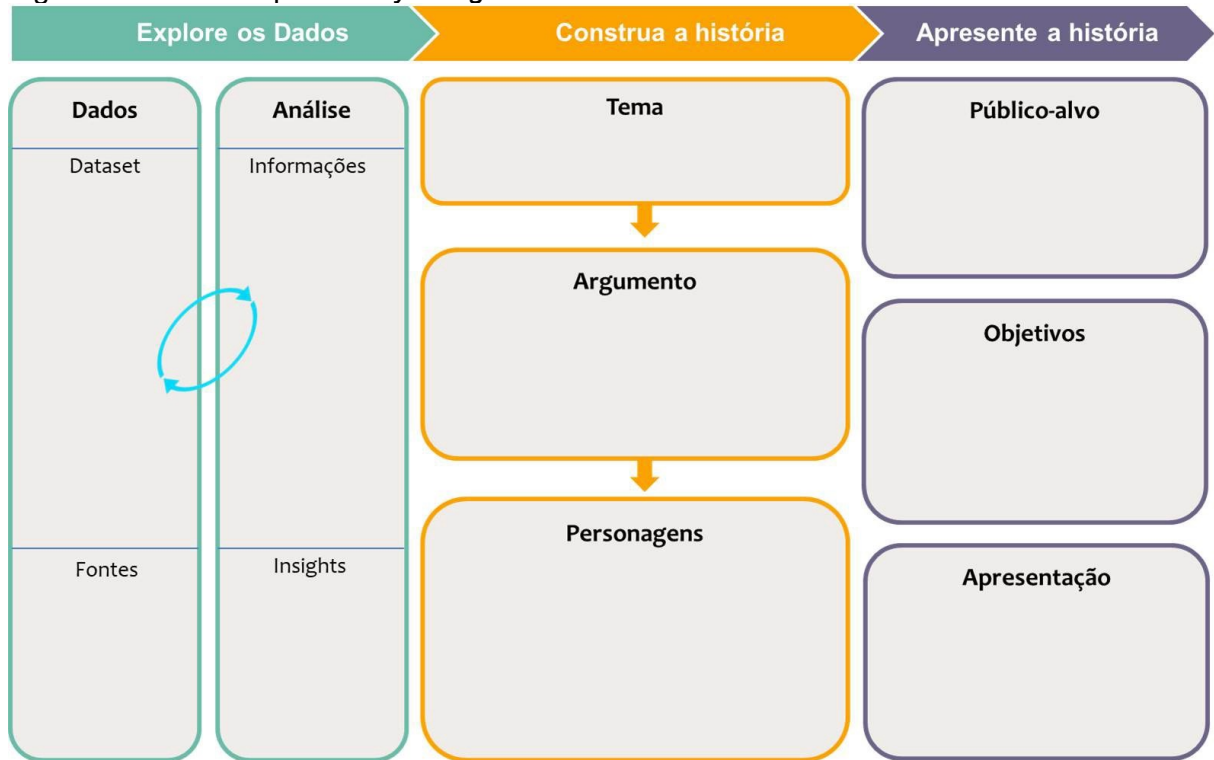 Explore os Dados
Construa a história
Apresente a história
Dados
Dataset
Fontes
Análise
Informações
Insights
Tema
Argumento
Personagens
Público-alvo
Objetivos
Apresentação